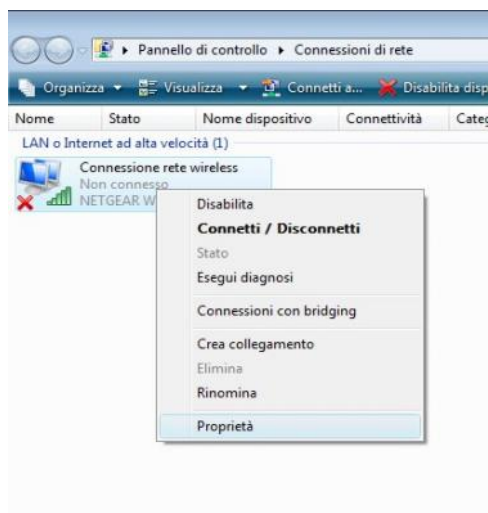 Pannello di controllo Connessioni di rete
Organizza Visualizza Connetti a... Disabilita disp
Nome Stato Nome dispositivo Connettività Categ
LAN o Internet ad alta velocità (1)
Connessione rete wireless
Non connesso
NETGEAR W
Disabilita
Connetti / Disconnetti
Stato
Esegui diagnosi
Connessioni con bridging
Crea collegamento
Elimina
Rinomina
Proprietà